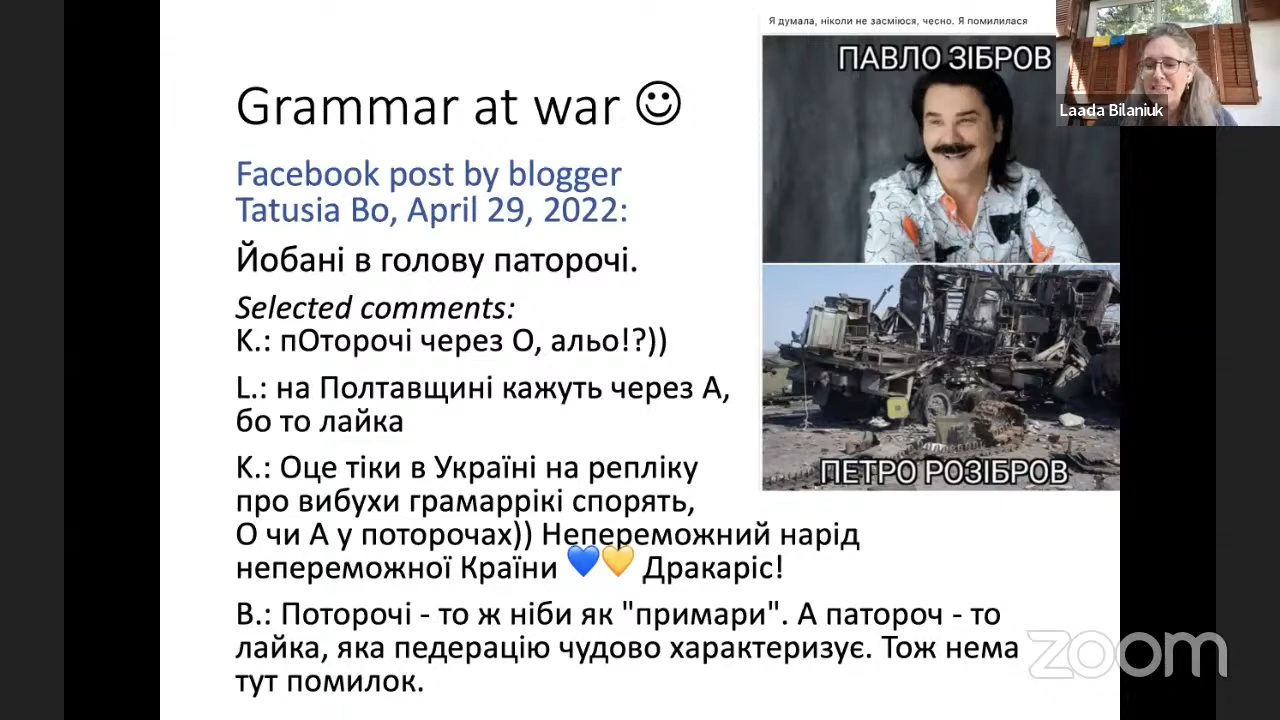 Grammar at war ☺
Facebook post by blogger
Tatusia Bo, April 29, 2022:
Йобані в голову паторочі.
Selected comments:
K.: пОторочі через О, альо!?))
L.: на Полтавщині кажуть через А,
бо то лайка
K.: Оце тіки в Україні на репліку
про вибухи грамаррікі спорять,
О чи А у поторочах)) Непереможний нарід
непереможної Країни 💙💛 Дракаріс!
B.: Поторочі - то ж ніби як "примари". А патороч - то
лайка, яка педерацію чудово характеризує. Тож нема
тут помилок.
Я думала, ніколи не засміюся, чесно. Я помилилася
ПАВЛО ЗІБРОВ
ПЕТРО РОЗІБРОВ
Laada Bilaniuk
zoom